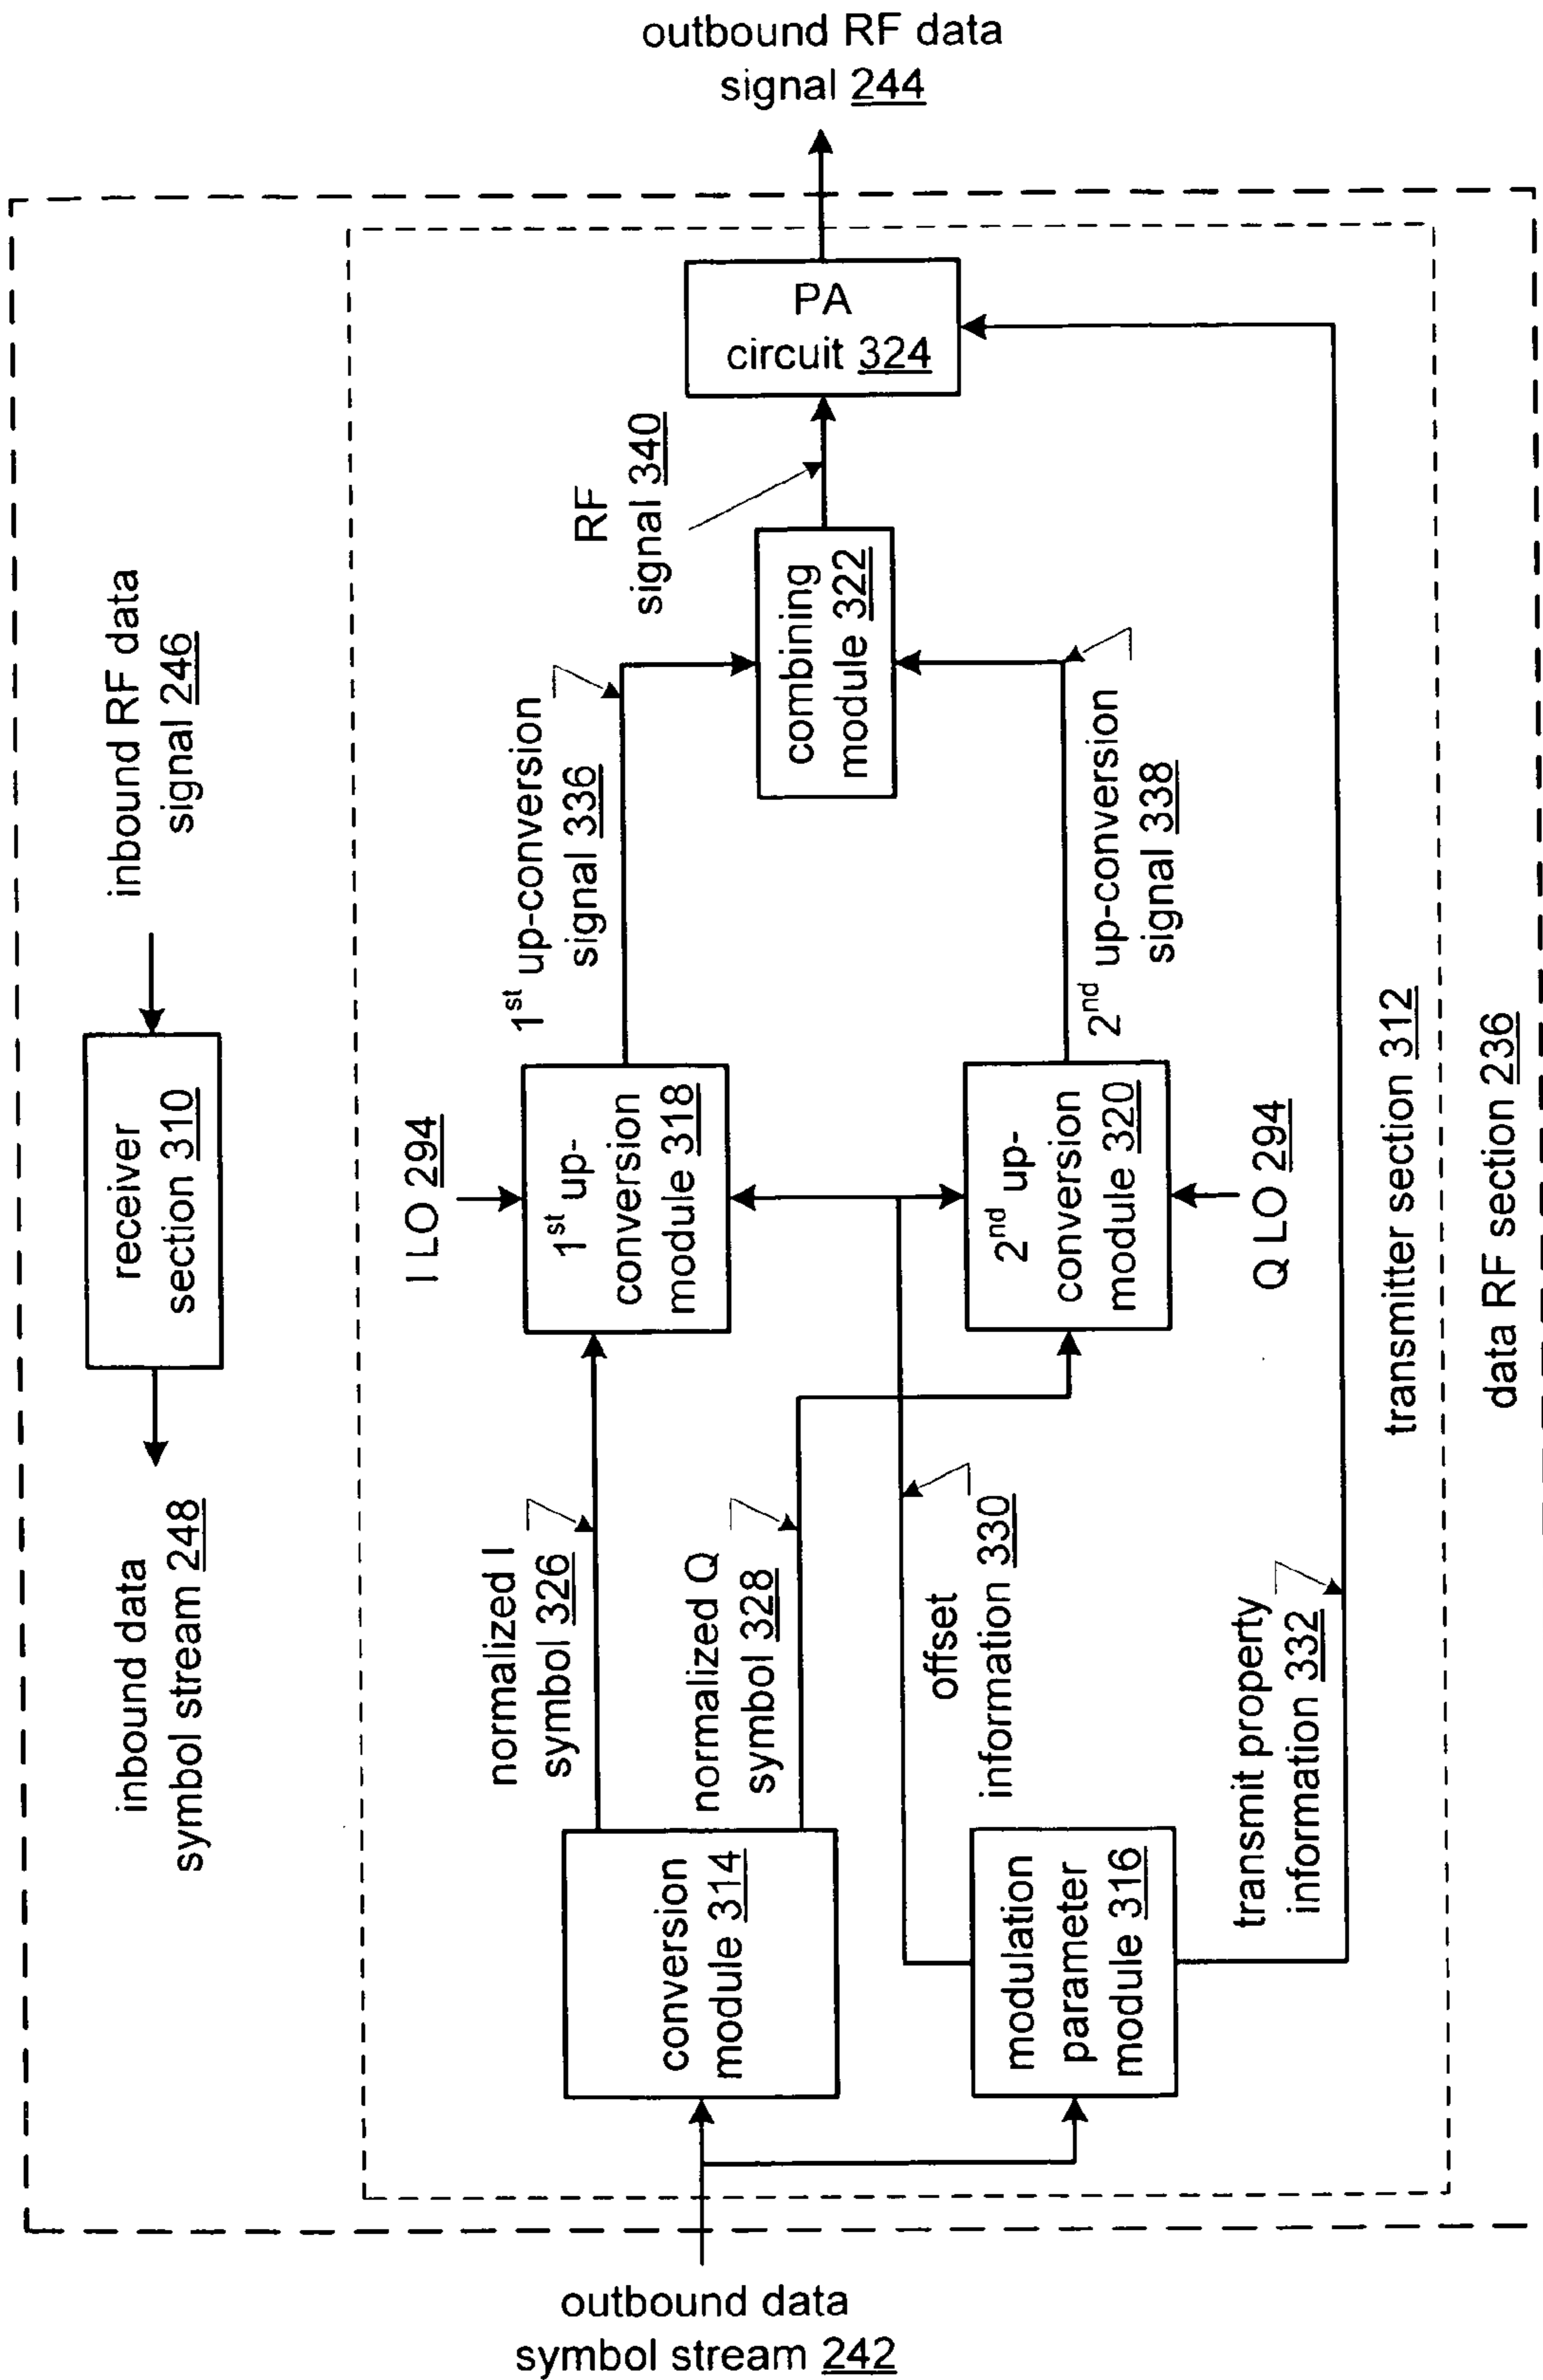 outbound RF data
signal 244
inbound RF data
signal 246
receiver
section 310
inbound data
symbol stream 248
PA
circuit 324
RF
signal 340
combining
module 322
1st up-conversion
signal 336
2nd up-conversion
signal 338
I LO 294
1st up-
conversion
module 318
2nd up-
conversion
module 320
Q LO 294
normalized I
symbol 326
normalized Q
symbol 328
offset
information 330
transmit property
information 332
conversion
module 314
modulation
parameter
module 316
transmitter section 312
data RF section 236
outbound data
symbol stream 242